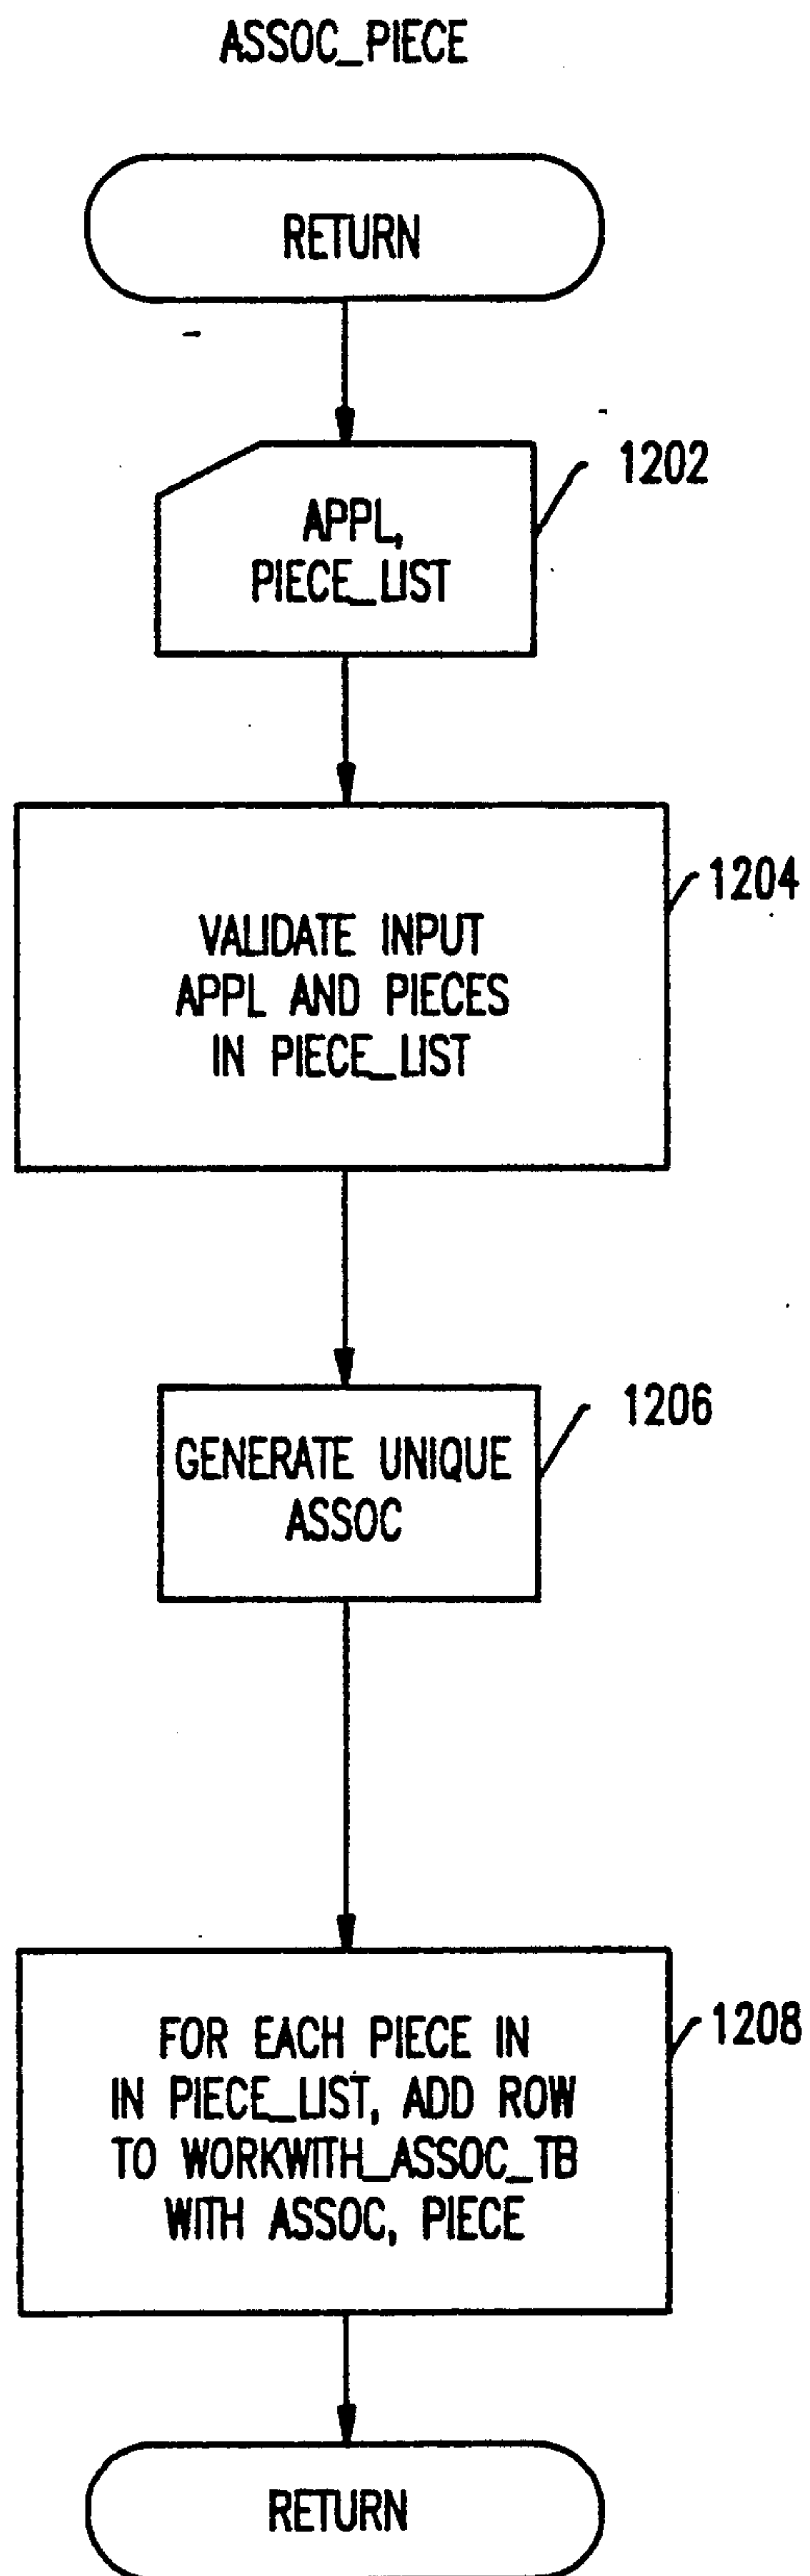 ASSOC_PIECE
RETURN
1202
APPL,
PIECE_LIST
1204
VALIDATE INPUT
APPL AND PIECES
IN PIECE_LIST
1206
GENERATE UNIQUE
ASSOC
1208
FOR EACH PIECE IN
IN PIECE_LIST, ADD ROW
TO WORKWITH_ASSOC_TB
WITH ASSOC, PIECE
RETURN